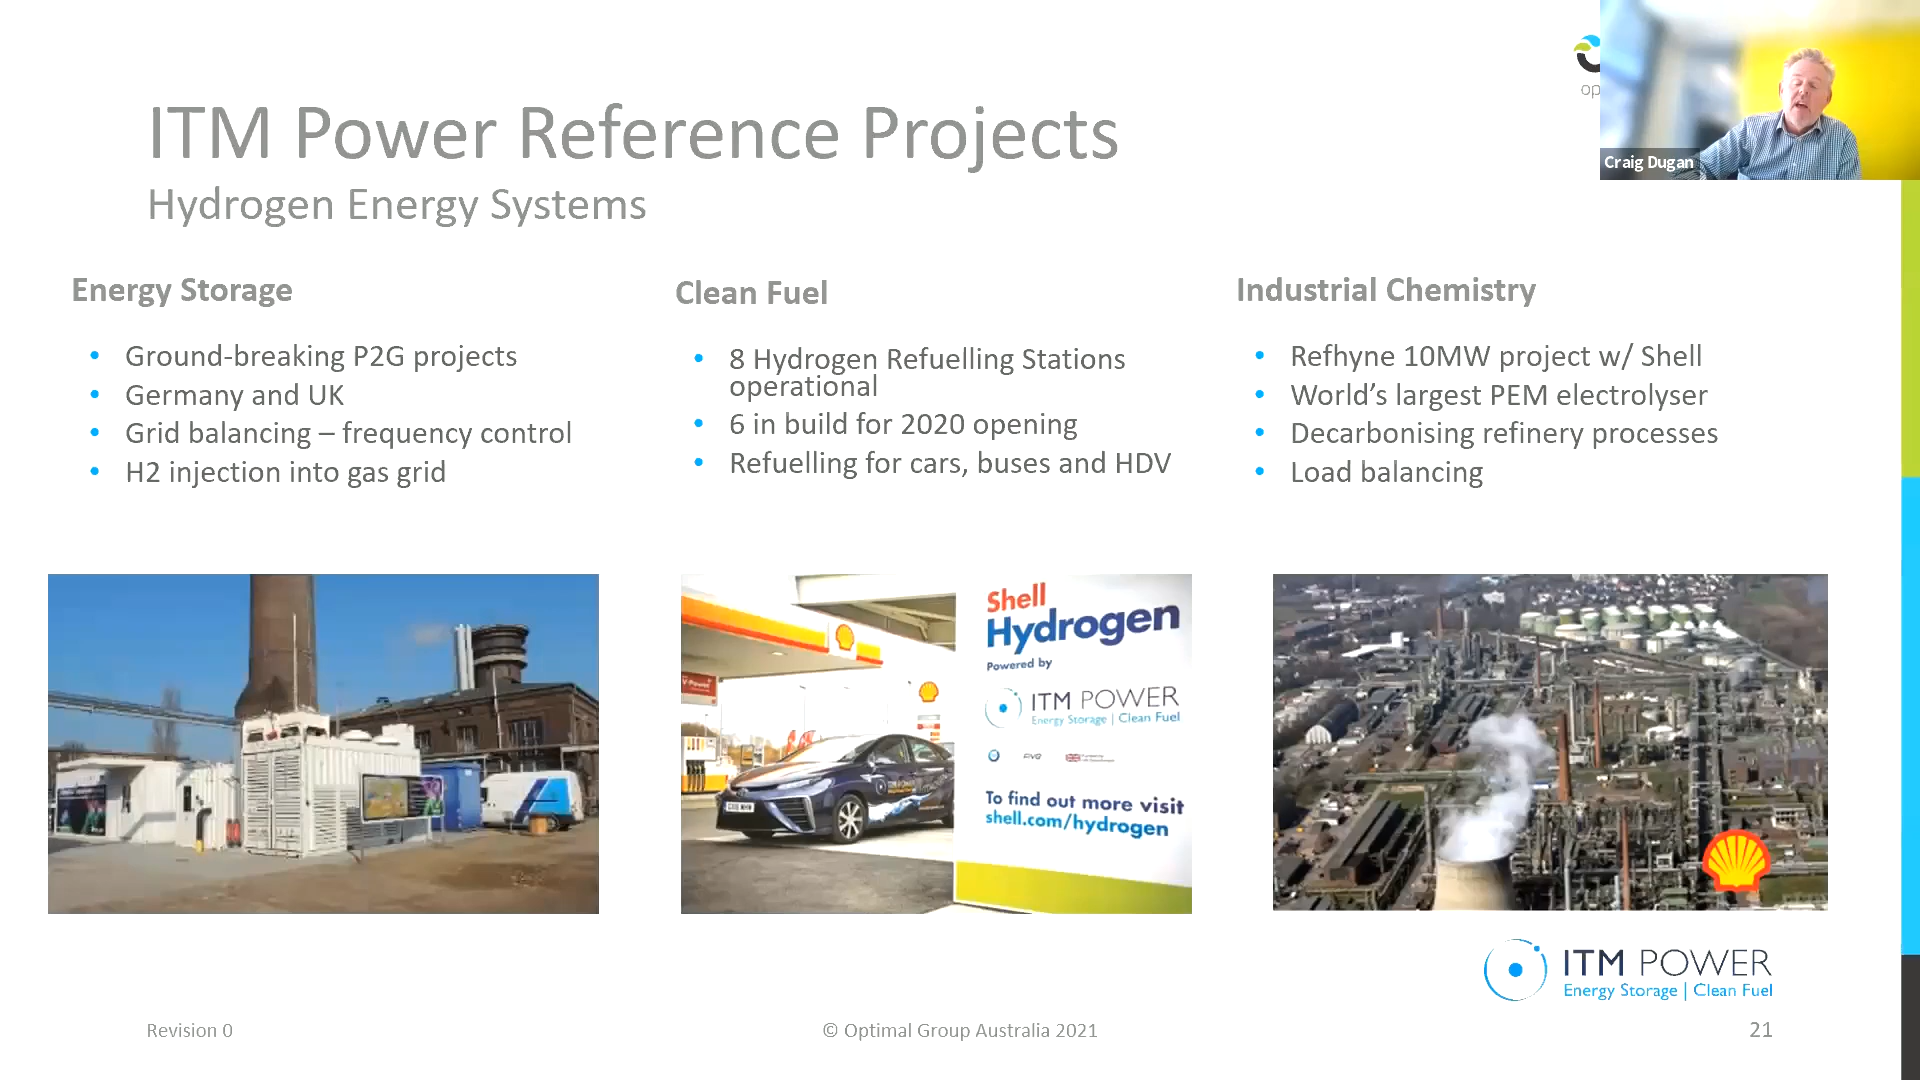 ITM Power Reference Projects
Hydrogen Energy Systems
op
Craig Dugan
Energy Storage
• Ground-breaking P2G projects
• Germany and UK
• Grid balancing – frequency control
• H2 injection into gas grid
Clean Fuel
• 8 Hydrogen Refuelling Stations
operational
• 6 in build for 2020 opening
• Refuelling for cars, buses and HDV
Industrial Chemistry
• Refhyne 10MW project w/ Shell
• World’s largest PEM electrolyser
• Decarbonising refinery processes
• Load balancing
V-Power
Shell
Hydrogen
Powered by
ITM POWER
Energy Storage | Clean Fuel
To find out more visit
shell.com/hydrogen
ITM POWER
Energy Storage | Clean Fuel
Revision 0
© Optimal Group Australia 2021
21